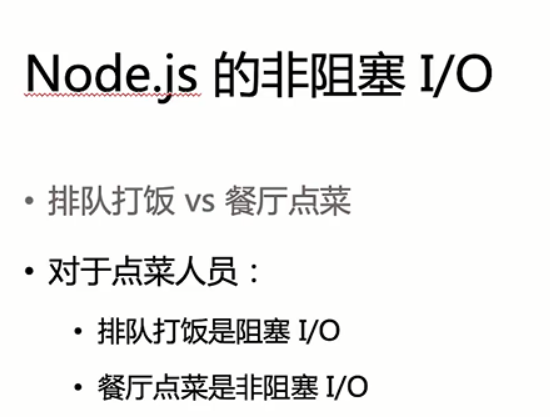 Node.js 的非阻塞 I/O
• 排队打饭 vs 餐厅点菜
• 对于点菜人员：
• 排队打饭是阻塞 I/O
• 餐厅点菜是非阻塞 I/O